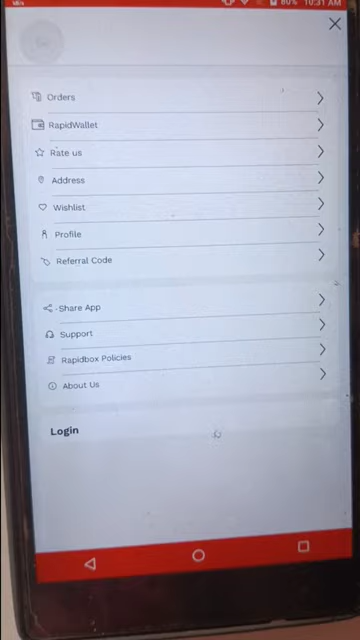 80% 10:31 AM
Orders
RapidWallet
Rate us
Address
Wishlist
Profile
Referral Code
Share App
Support
Rapidbox Policies
About Us
Login